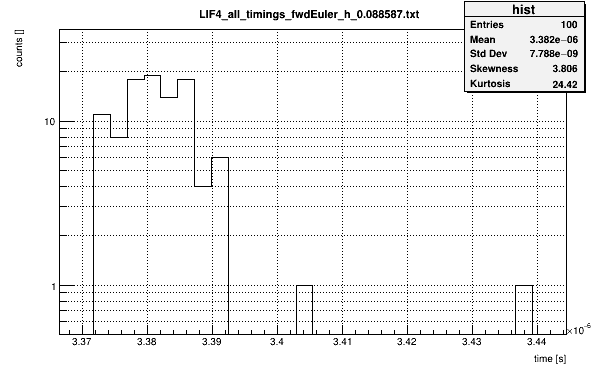 LIF4_all_timings_fwdEuler_h_0.088587.txt
hist
Entries 100
Mean 3.382e−06
Std Dev 7.788e−09
Skewness 3.806
Kurtosis 24.42
counts []
10
1
3.37 3.38 3.39 3.4 3.41 3.42 3.43 3.44
×10⁻⁶
time [s]